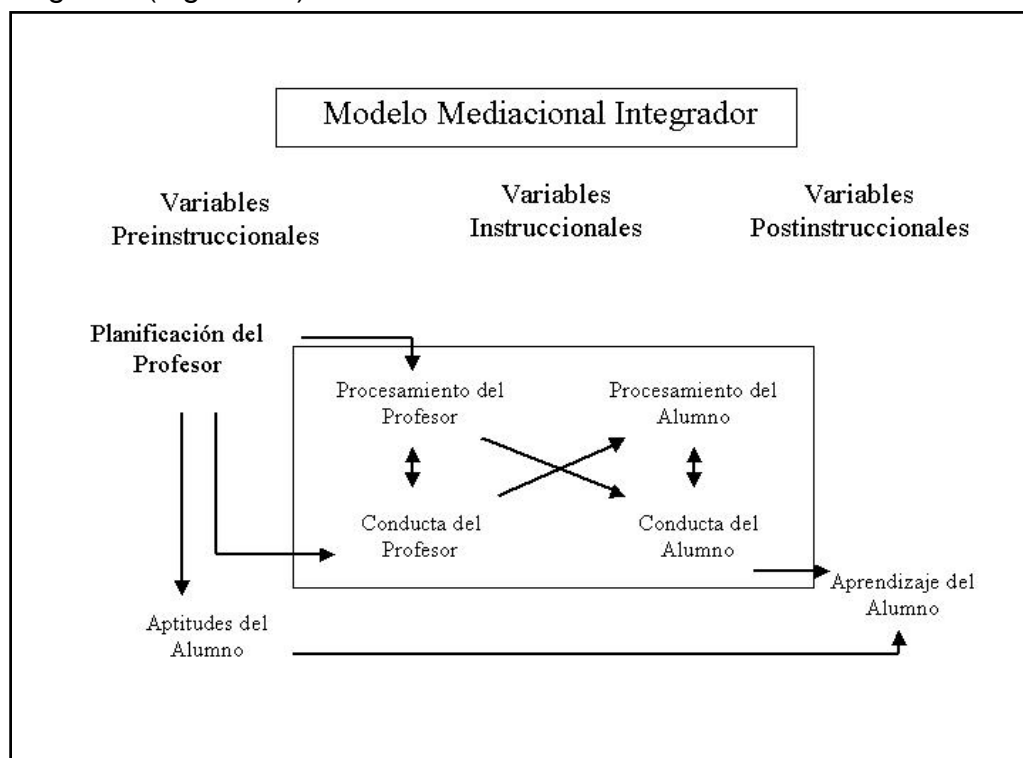 Modelo Mediacional Integrador
Variables
Preinstruccionales
Variables
Instruccionales
Variables
Postinstruccionales
Planificación del
Profesor
Procesamiento del
Profesor
Procesamiento del
Alumno
Conducta del
Profesor
Conducta del
Alumno
Aptitudes del
Alumno
Aprendizaje del
Alumno